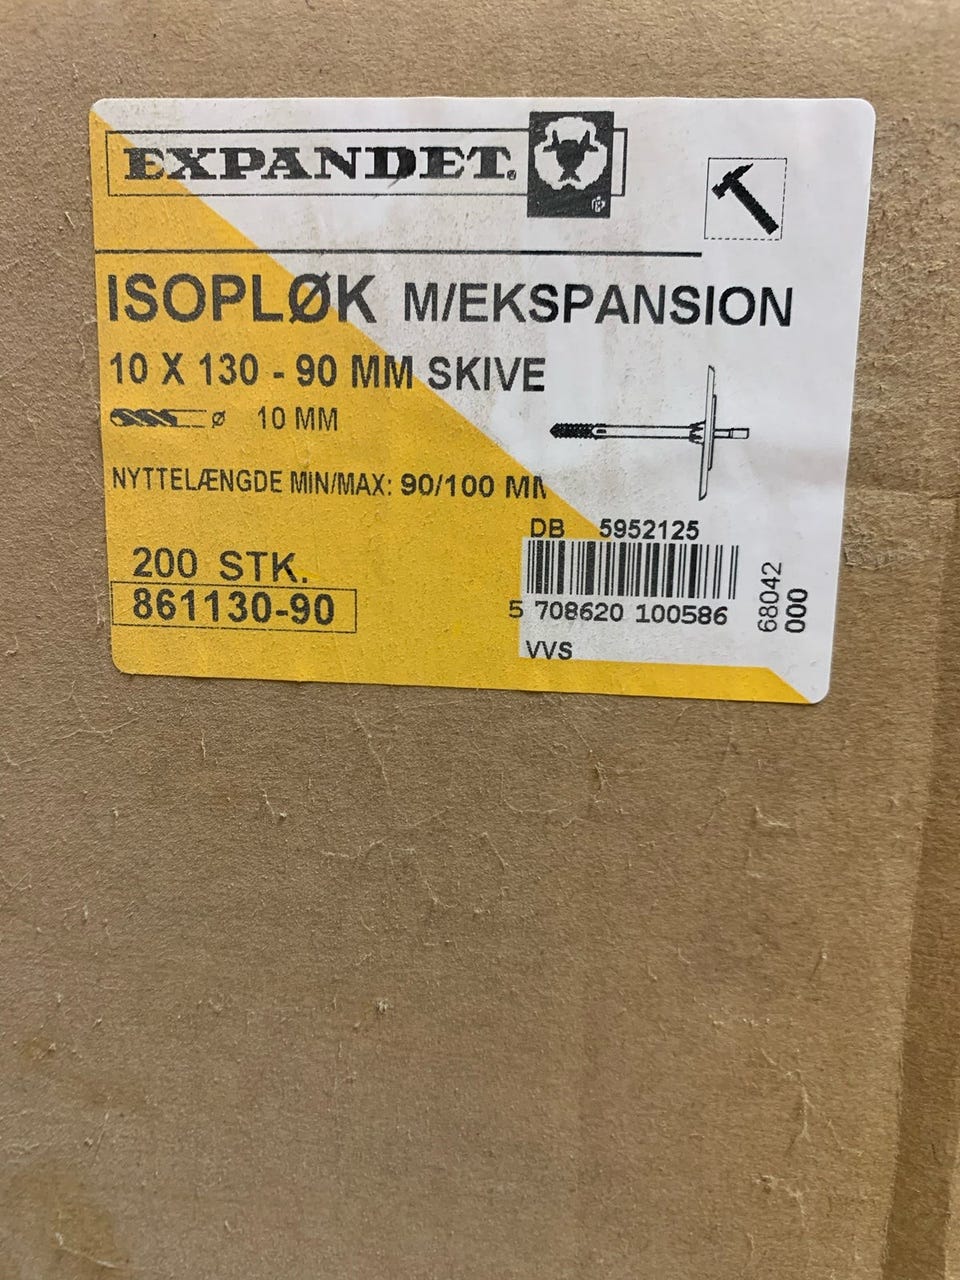 EXPANDET®
ISOPLØK M/EKSPANSION
10 X 130 - 90 MM SKIVE
ø 10 MM
NYTTELÆNGDE MIN/MAX: 90/100 MM
DB 5952125
200 STK.
861130-90
5 708620 100586
VVS
68042
000